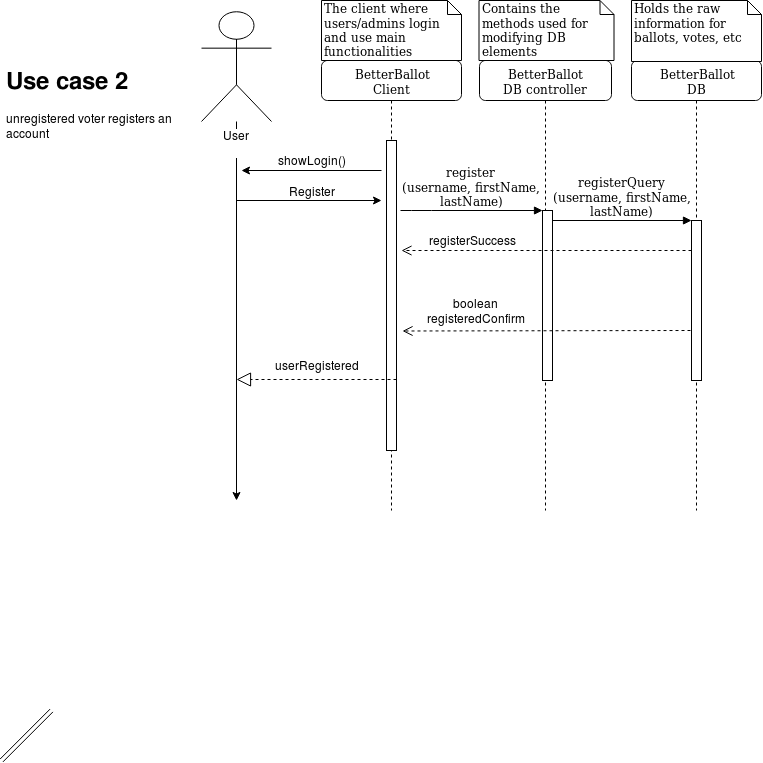 The client where
users/admins login
and use main
functionalities
Contains the
methods used for
modifying DB
elements
Holds the raw
information for
ballots, votes, etc
BetterBallot
Client
BetterBallot
DB controller
BetterBallot
DB
Use case 2
unregistered voter registers an
account
User
showLogin()
Register
register
(username, firstName,
lastName)
registerQuery
(username, firstName,
lastName)
registerSuccess
boolean
registeredConfirm
userRegistered